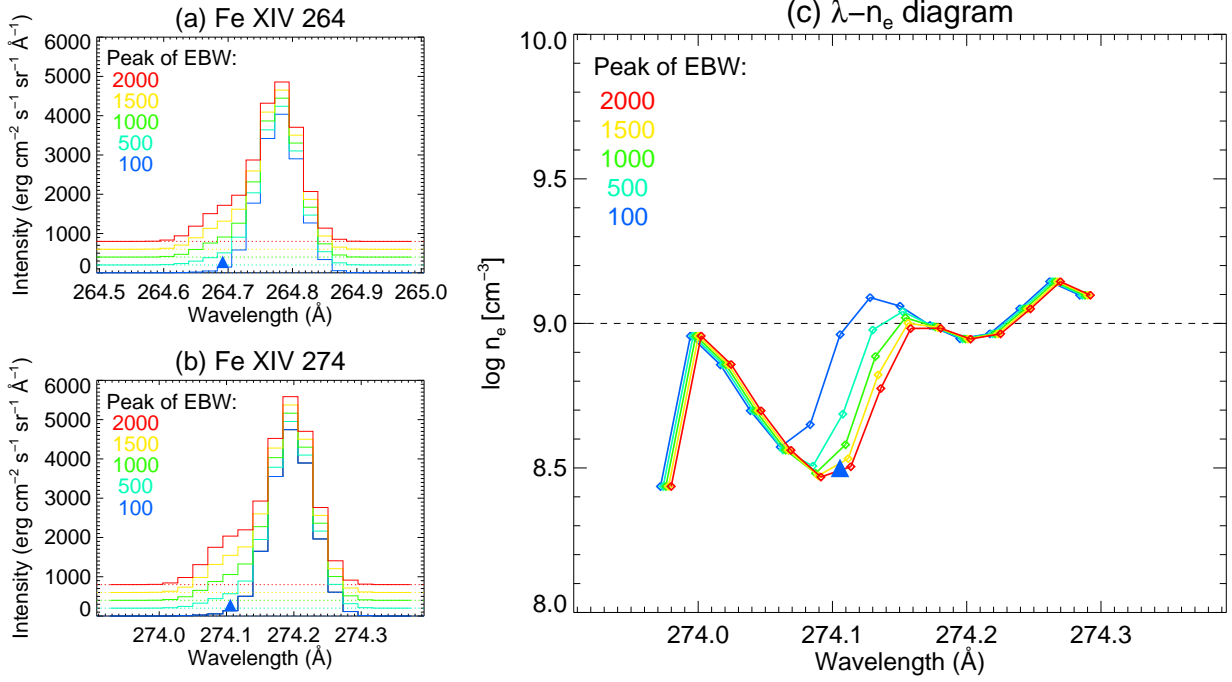 (a) Fe XIV 264
Intensity (erg cm−2 s−1 sr−1 Å−1)
6000
5000
4000
3000
2000
1000
0
Peak of EBW:
2000
1500
1000
500
100
264.5 264.6 264.7 264.8 264.9 265.0
Wavelength (Å)
(b) Fe XIV 274
Intensity (erg cm−2 s−1 sr−1 Å−1)
6000
5000
4000
3000
2000
1000
0
Peak of EBW:
2000
1500
1000
500
100
274.0 274.1 274.2 274.3
Wavelength (Å)
(c) λ−ne diagram
log ne [cm−3]
10.0
9.5
9.0
8.5
8.0
Peak of EBW:
2000
1500
1000
500
100
274.0 274.1 274.2 274.3
Wavelength (Å)